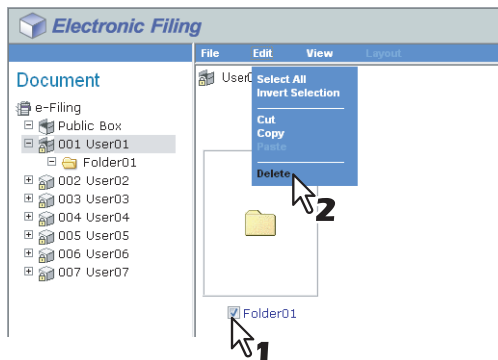 Electronic Filing
File Edit View Layout
Document
e-Filing
Public Box
001 User01
Folder01
002 User02
003 User03
004 User04
005 User05
006 User06
007 User07
Select All
Invert Selection
Cut
Copy
Paste
Delete
2
Folder01
1